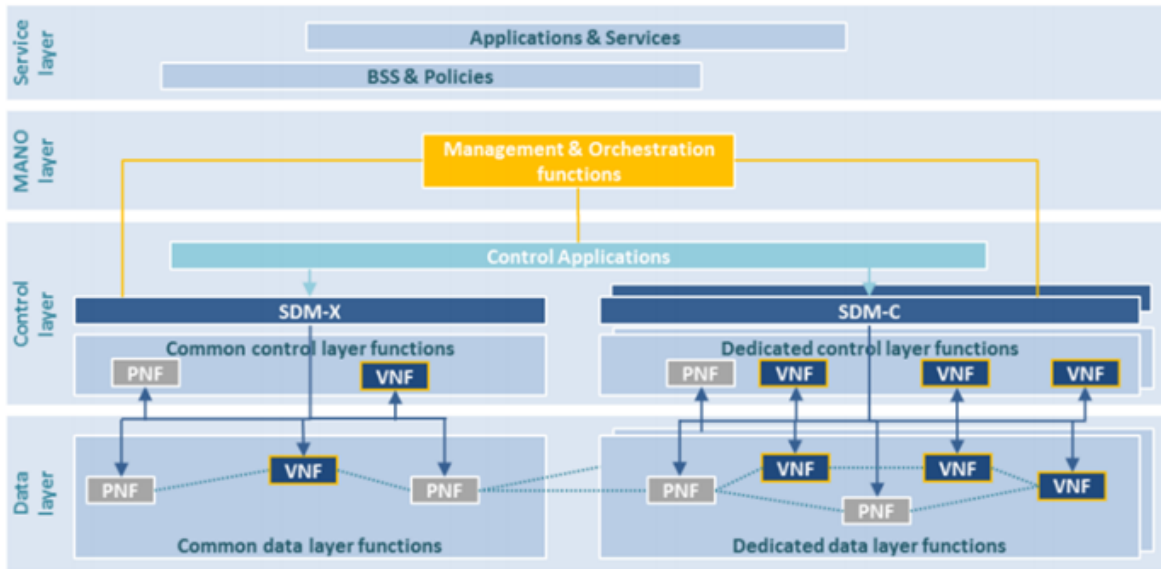 Service
layer
Applications & Services
BSS & Policies
MANO
layer
Management & Orchestration
functions
Control
layer
Control Applications
SDM-X
SDM-C
Common control layer functions
Dedicated control layer functions
PNF
VNF
PNF
VNF
VNF
VNF
Data
layer
VNF
VNF
VNF
PNF
PNF
PNF
VNF
PNF
Common data layer functions
Dedicated data layer functions